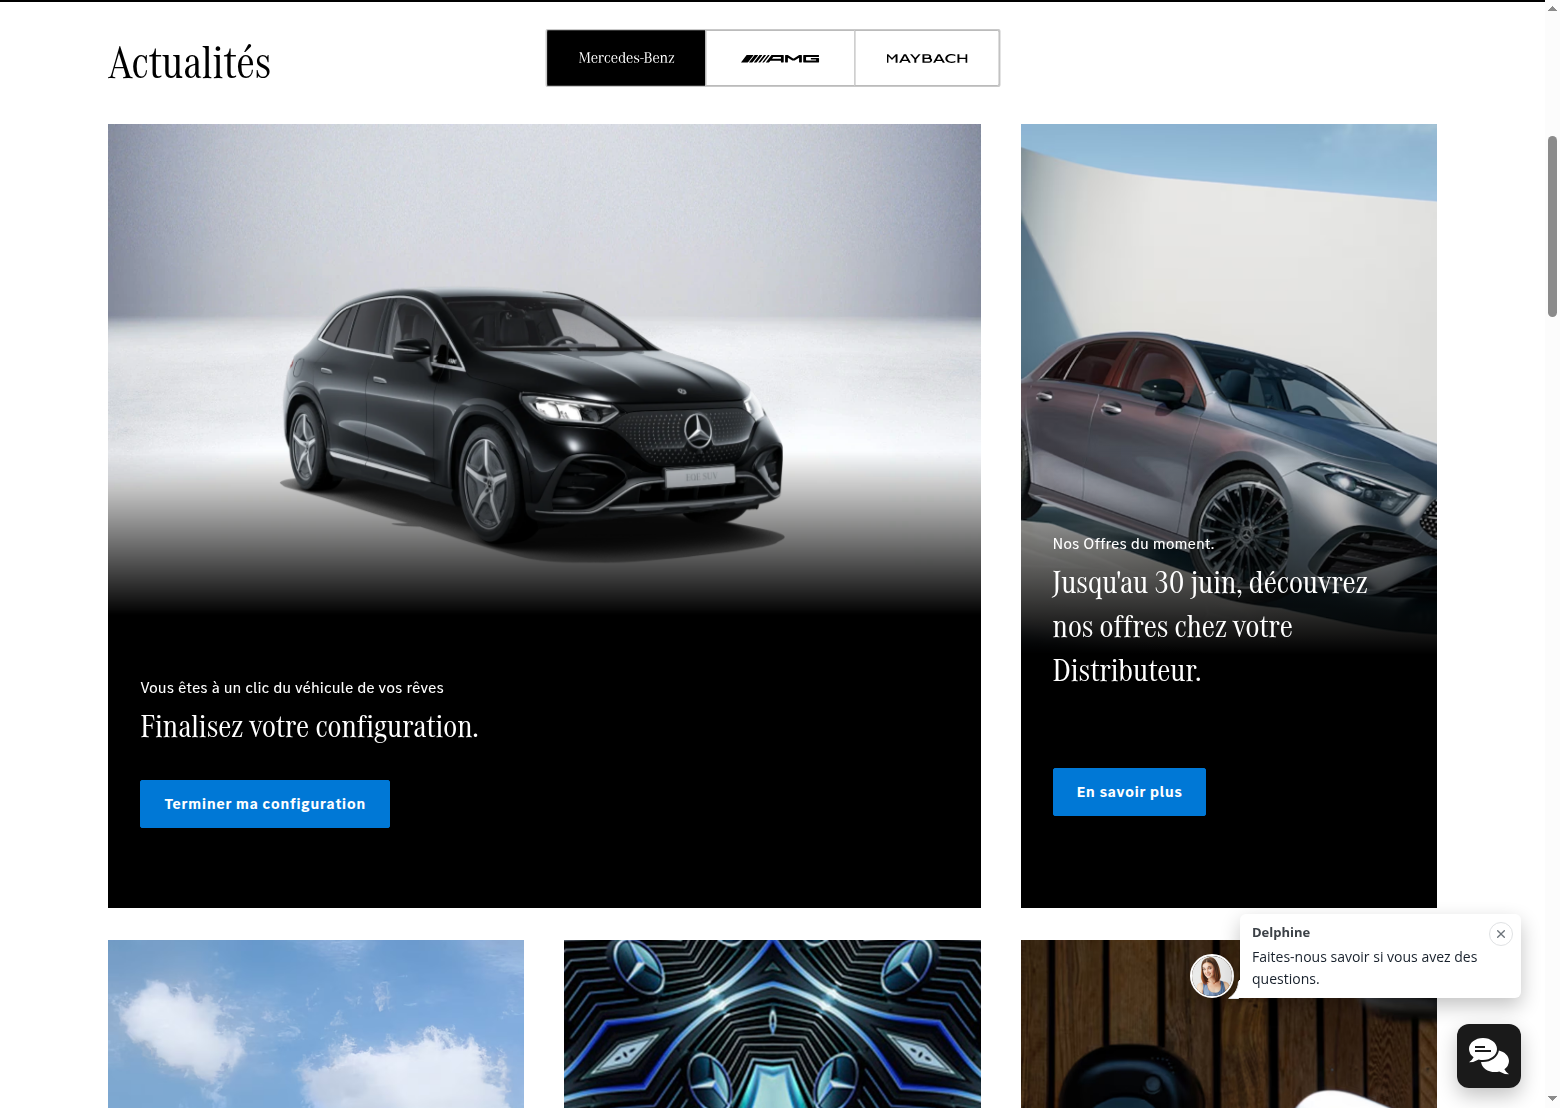 Actualités
Mercedes-Benz
AMG
MAYBACH
EQE SUV
Vous êtes à un clic du véhicule de vos rêves
Finalisez votre configuration.
Terminer ma configuration
Nos Offres du moment.
Jusqu'au 30 juin, découvrez
nos offres chez votre
Distributeur.
En savoir plus
Delphine
Faites-nous savoir si vous avez des
questions.